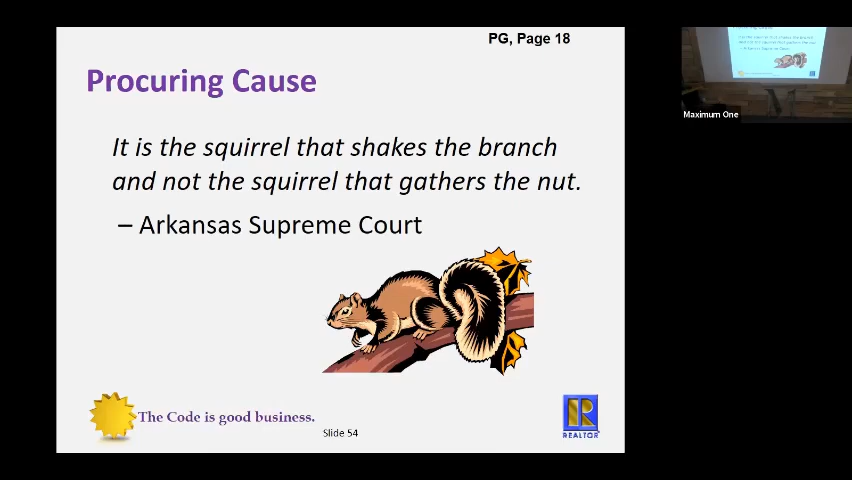 PG, Page 18
Procuring Cause
It is the squirrel that shakes the branch
and not the squirrel that gathers the nut.
– Arkansas Supreme Court
The Code is good business.
Slide 54
R
REALTOR
Maximum One